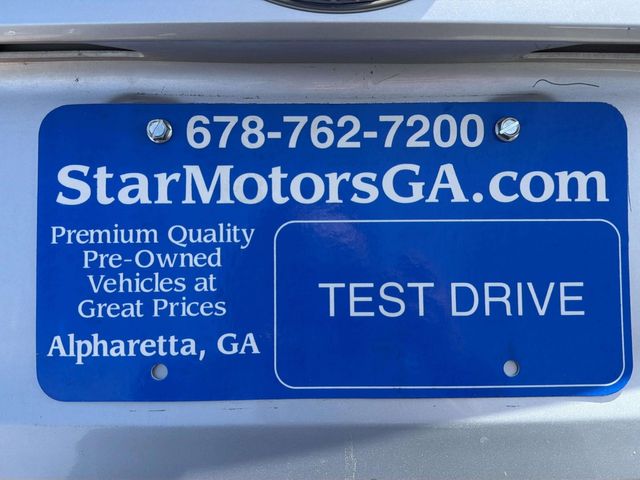 678-762-7200
StarMotorsGA.com
Premium Quality
Pre-Owned
Vehicles at
Great Prices
Alpharetta, GA
TEST DRIVE